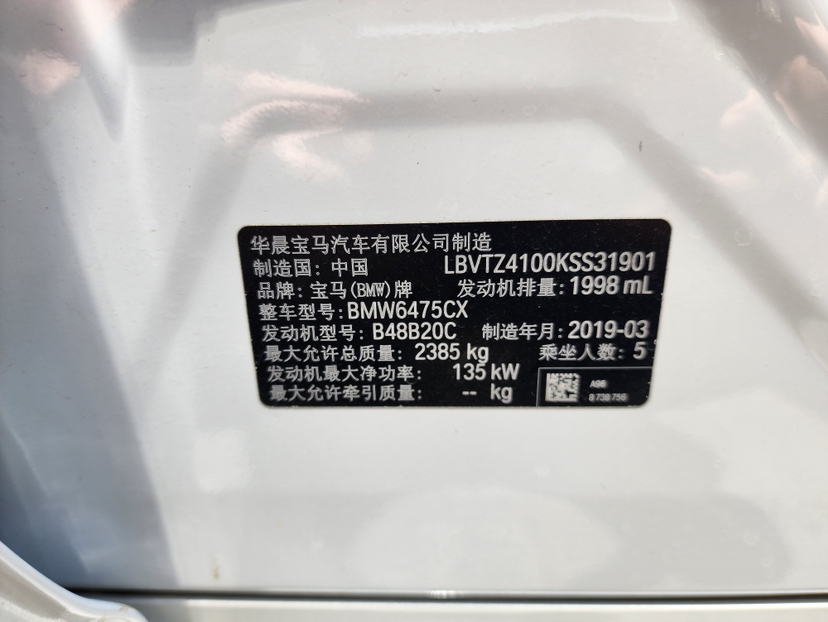 华晨宝马汽车有限公司制造
制造国: 中国 LBVTZ4100KSS31901
品牌: 宝马(BMW)牌 发动机排量: 1998 mL
整车型号: BMW6475CX
发动机型号: B48B20C 制造年月: 2019-03
最大允许总质量: 2385 kg 乘坐人数: 5
发动机最大净功率: 135 kW
最大允许牵引质量: -- kg
A96
8 738 756